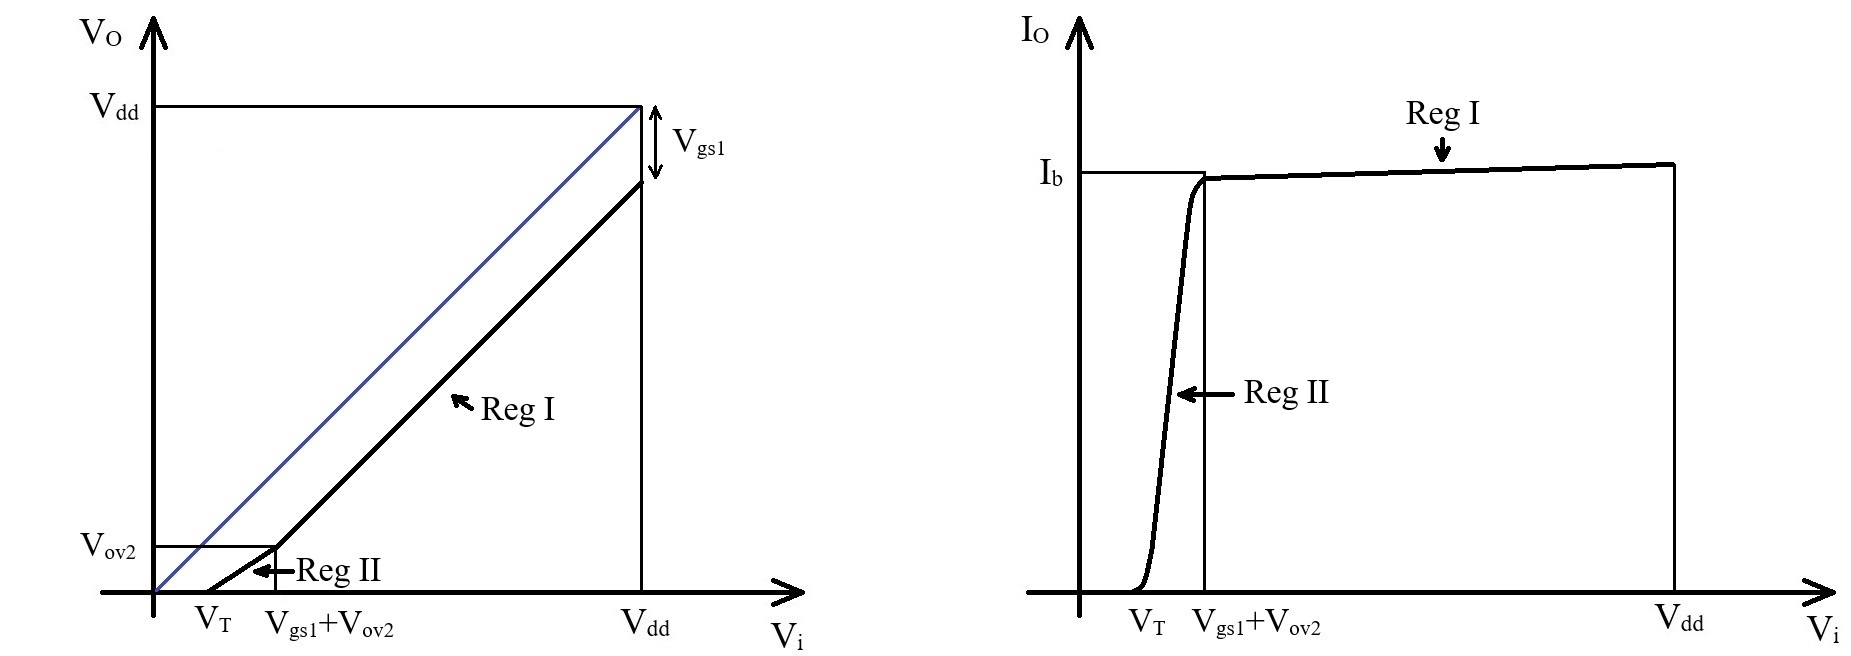 VO
Vdd
Vgs1
Reg I
Vov2
Reg II
VT
Vgs1+Vov2
Vdd
Vi
IO
Reg I
Ib
Reg II
VT
Vgs1+Vov2
Vdd
Vi